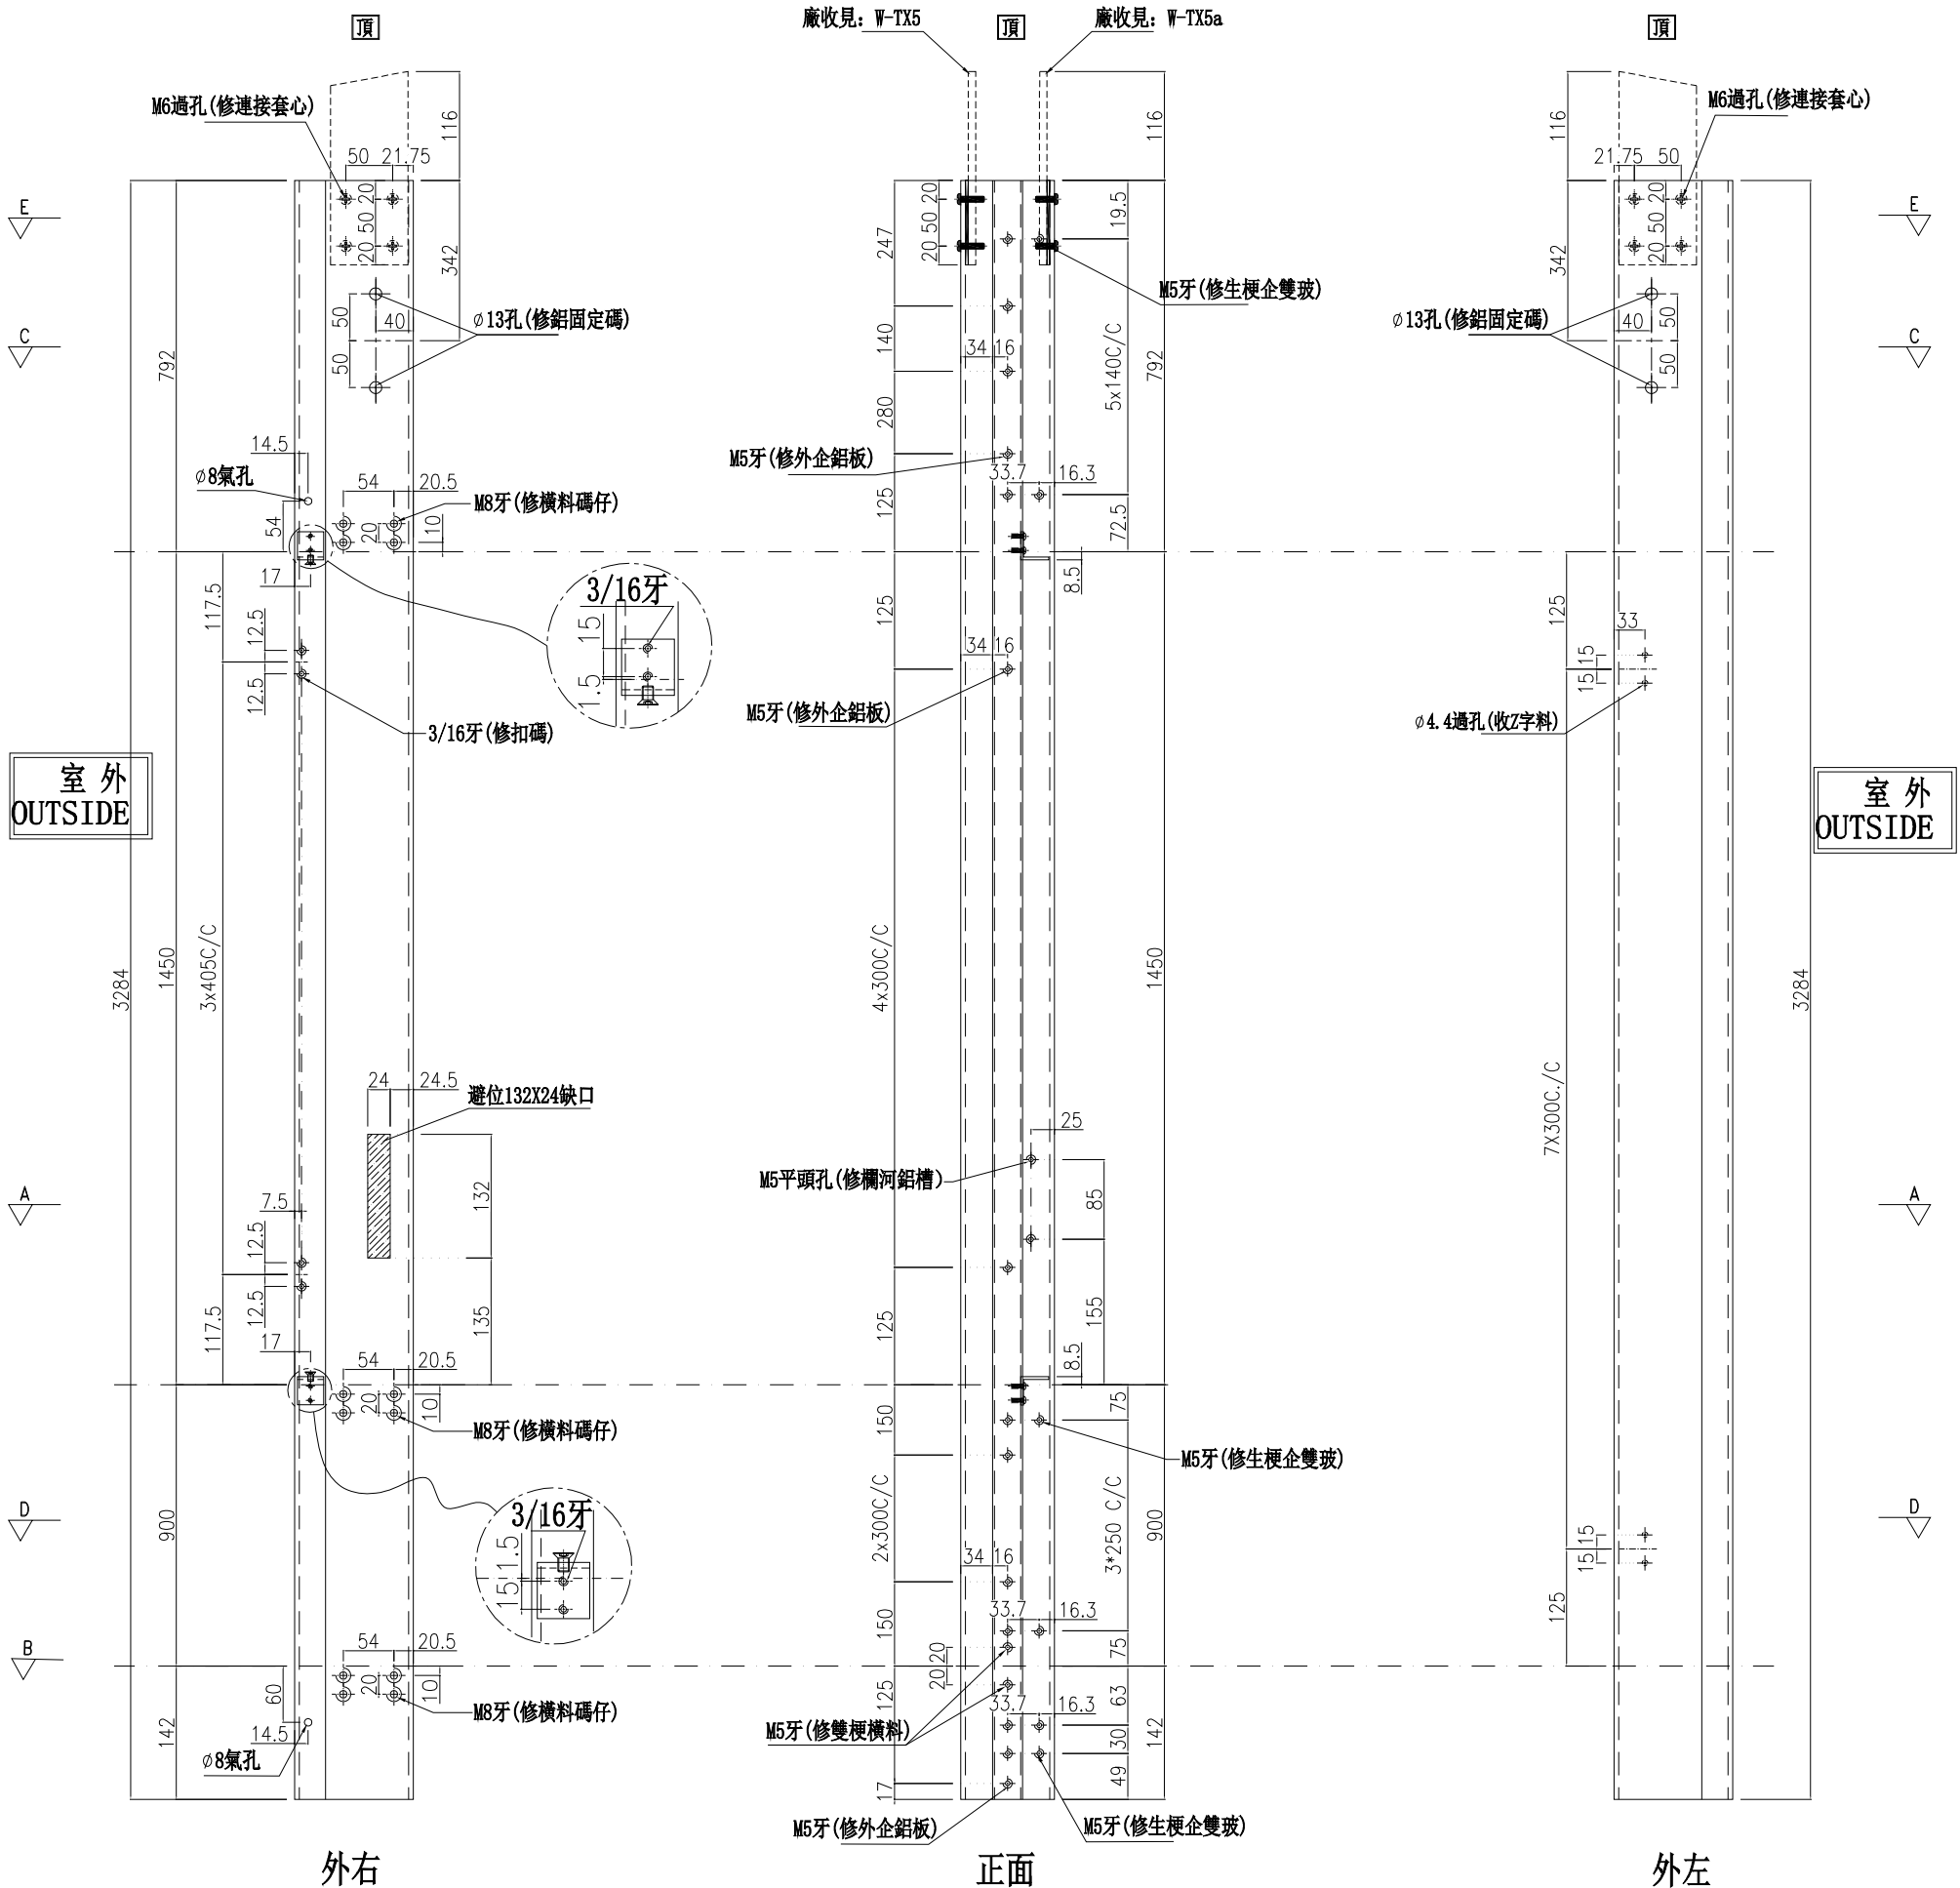 頂
廠收見: W-TX5
頂
廠收見: W-TX5a
頂
M6過孔(修連接套心)
50
21.75
20
50
20
116
342
E
C
792
3284
50
50
40
ϕ13孔(修鋁固定碼)
14.5
ϕ8氣孔
54
54
20.5
20
10
M8牙(修橫料碼仔)
17
117.5
12.5
12.5
3/16牙
15
1.5
3/16牙(修扣碼)
室 外
OUTSIDE
1450
3x405C/C
24
24.5
避位132X24缺口
132
135
A
7.5
12.5
12.5
117.5
17
54
20.5
20
10
M8牙(修橫料碼仔)
D
900
3/16牙
1.5
15
B
54
20.5
20
10
M8牙(修橫料碼仔)
60
142
14.5
ϕ8氣孔
外右
116
20
50
20
247
19.5
M5牙(修生梗企雙玻)
140
34
16
5x140C/C
792
280
M5牙(修外企鋁板)
33.7
16.3
125
72.5
8.5
125
34
16
M5牙(修外企鋁板)
4x300C/C
1450
25
M5平頭孔(修欄河鋁槽)
85
155
125
8.5
75
150
M5牙(修生梗企雙玻)
2x300C/C
3*250 C/C
900
34
16
33.7
16.3
150
20
20
75
125
33.7
16.3
63
M5牙(修雙梗橫料)
30
142
17
49
M5牙(修外企鋁板)
M5牙(修生梗企雙玻)
正面
116
M6過孔(修連接套心)
21.75
50
20
50
20
342
E
ϕ13孔(修鋁固定碼)
40
50
50
C
125
33
15
15
ϕ4.4過孔(收Z字料)
室 外
OUTSIDE
3284
7X300C./C
A
D
15
15
125
外左